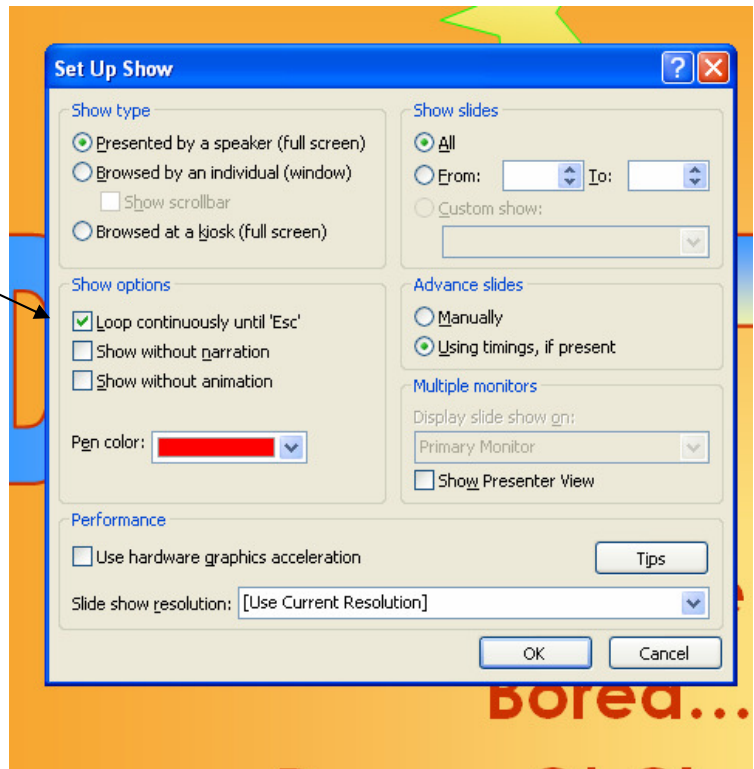 Set Up Show
Show type
Presented by a speaker (full screen)
Browsed by an individual (window)
Show scrollbar
Browsed at a kiosk (full screen)
Show slides
All
From: To:
Custom show:
Show options
Loop continuously until 'Esc'
Show without narration
Show without animation
Pen color:
Advance slides
Manually
Using timings, if present
Multiple monitors
Display slide show on:
Primary Monitor
Show Presenter View
Performance
Use hardware graphics acceleration
Tips
Slide show resolution: [Use Current Resolution]
OK Cancel
Bored...